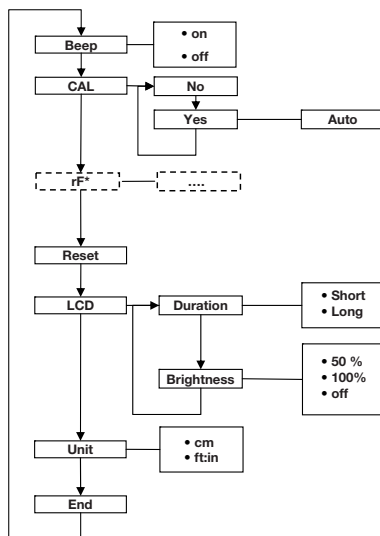 Beep
• on
• off
CAL
No
Yes
Auto
rF*
....
Reset
LCD
Duration
• Short
• Long
Brightness
• 50 %
• 100%
• off
Unit
• cm
• ft:in
End